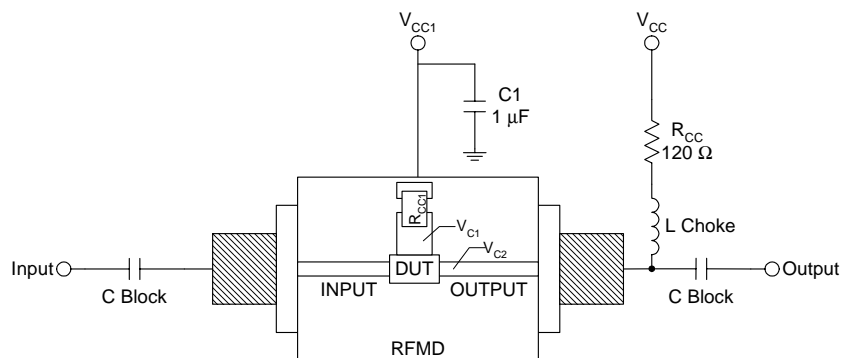 VCC1
VCC
C1
1 μF
RCC
120 Ω
RCC1
VC1
L Choke
VC2
Input
DUT
Output
C Block
INPUT
OUTPUT
C Block
RFMD